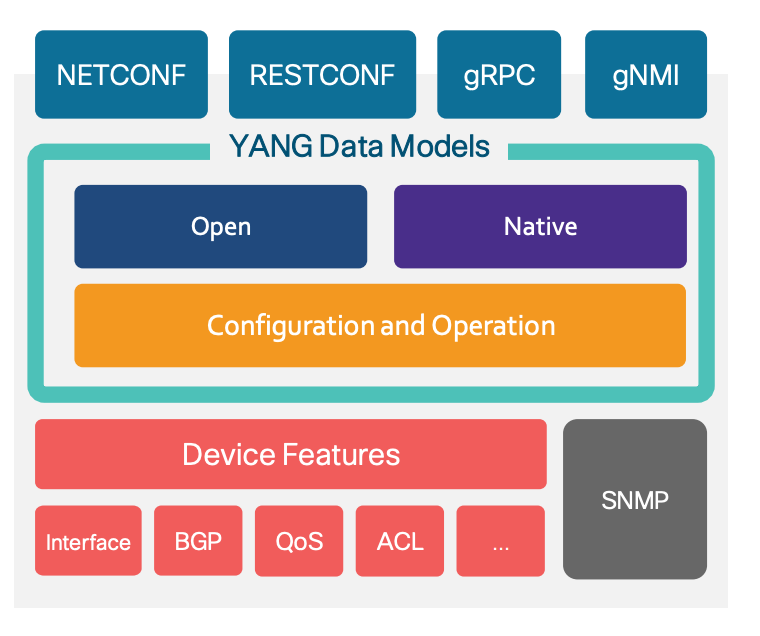 NETCONF
RESTCONF
gRPC
gNMI
YANG Data Models
Open
Native
Configuration and Operation
Device Features
SNMP
Interface
BGP
QoS
ACL
...